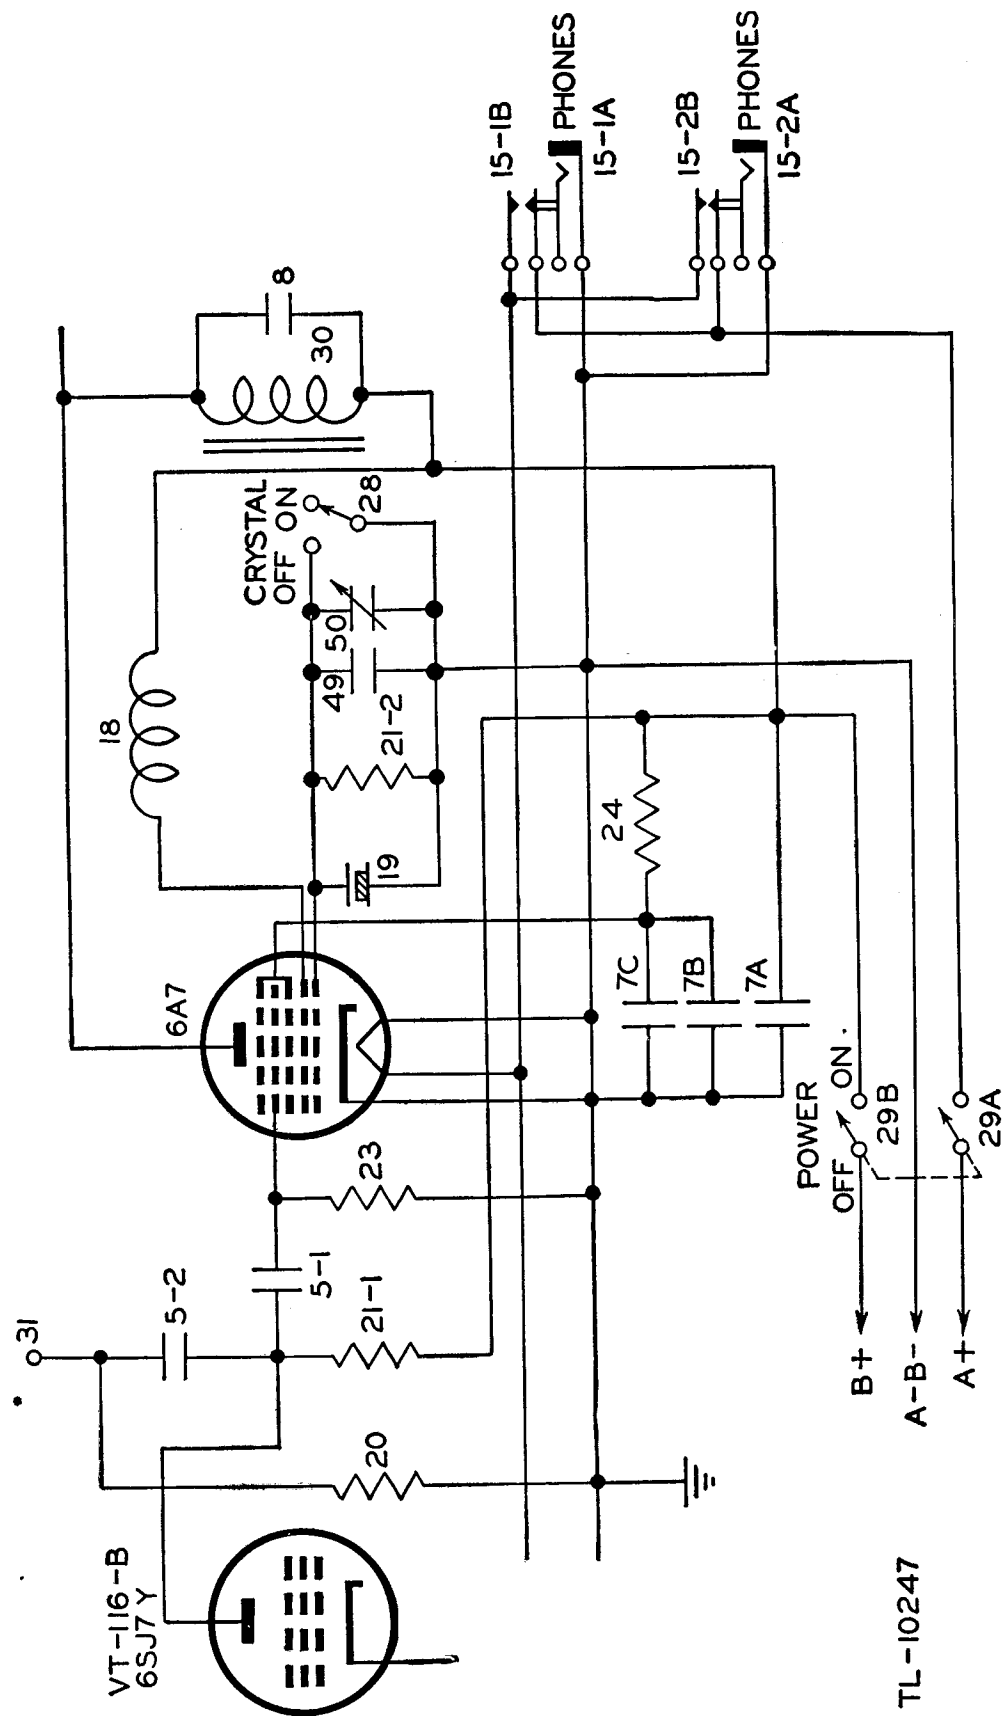 VT-116-B
6SJ7 Y
31
5-2
5-1
20
21-1
23
6A7
18
19
21-2
49
50
CRYSTAL
OFF ON
28
30
8
24
7C
7B
7A
15-1B
PHONES
15-1A
15-2B
PHONES
15-2A
POWER
OFF ON
29B
29A
B+
A-B-
A+
TL-10247